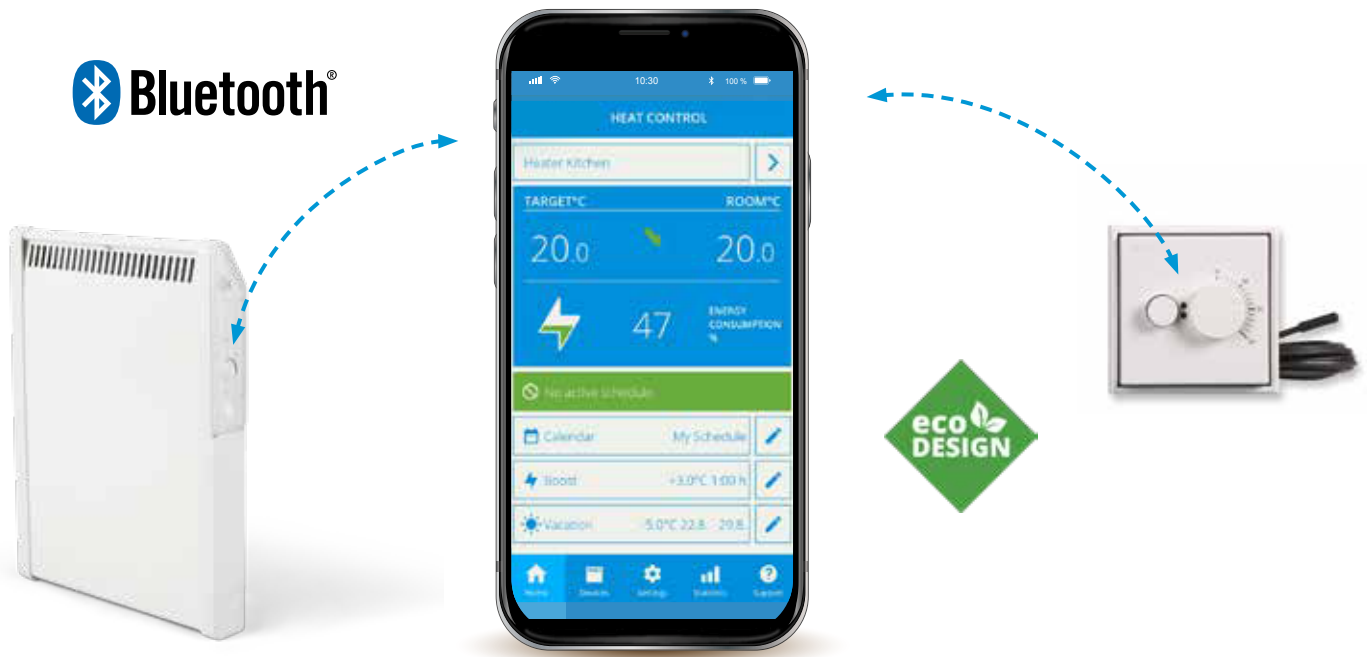 Bluetooth®
10:30
100 %
HEAT CONTROL
Heater Kitchen
TARGET°C ROOM°C
20.0 20.0
47 ENERGY
CONSUMPTION
%
No active schedule
Calendar My Schedule
Boost +3.0°C 1:00 h
Vacation -5.0°C 22.8. - 29.8.
Home Devices Settings Statistics Support
eco
DESIGN